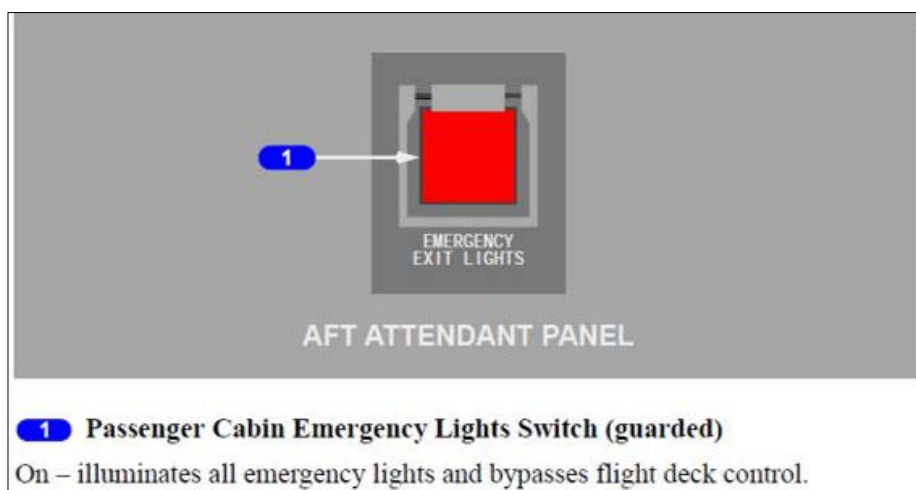 1
EMERGENCY
EXIT LIGHTS
AFT ATTENDANT PANEL
1 Passenger Cabin Emergency Lights Switch (guarded)
On – illuminates all emergency lights and bypasses flight deck control.